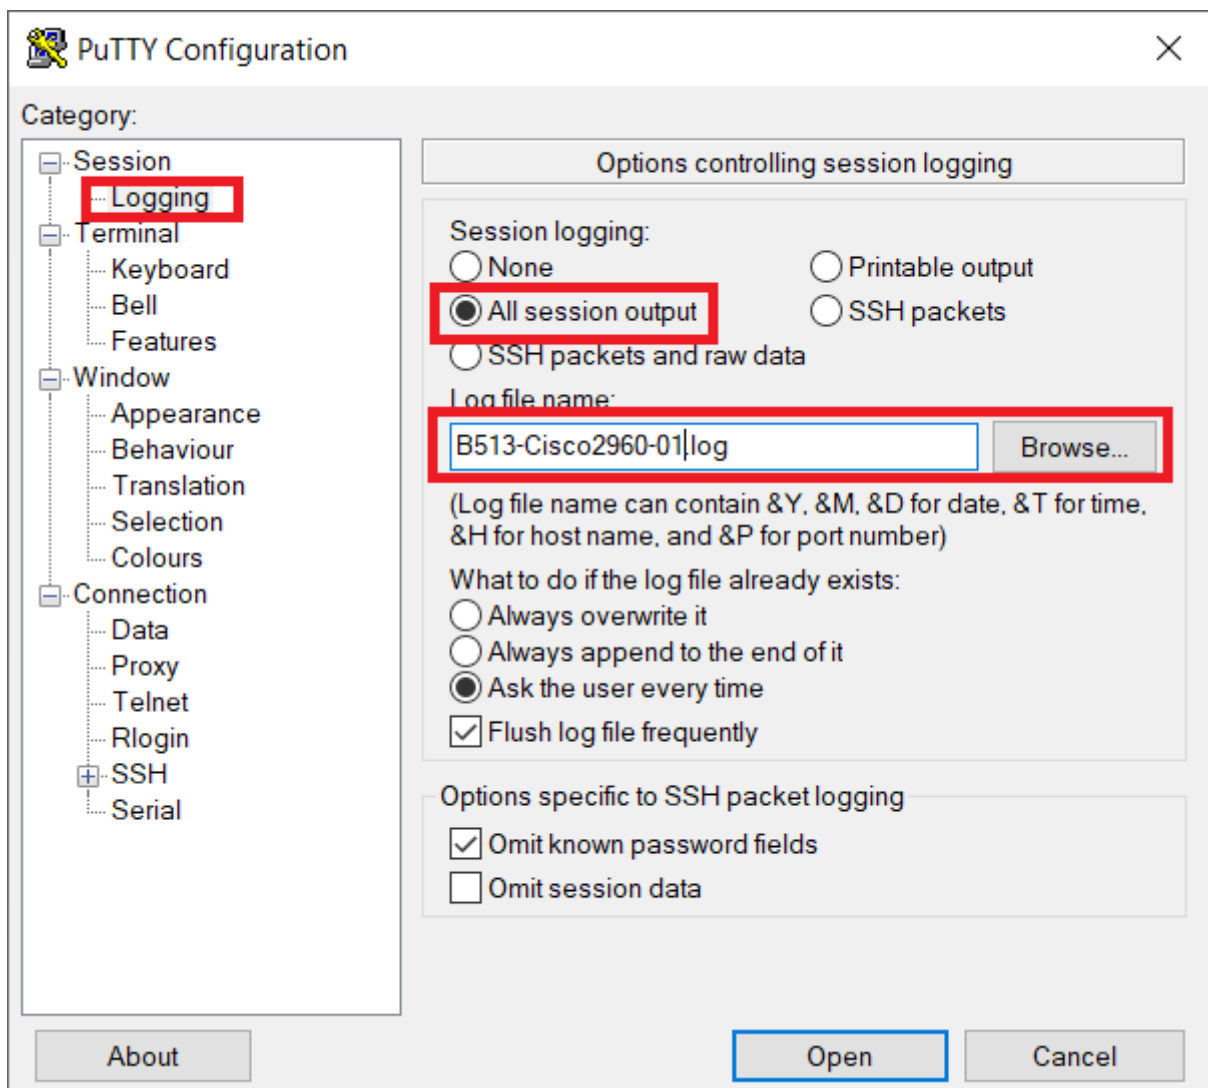 PuTTY Configuration
Category:
Session
Logging
Terminal
Keyboard
Bell
Features
Window
Appearance
Behaviour
Translation
Selection
Colours
Connection
Data
Proxy
Telnet
Rlogin
SSH
Serial
Options controlling session logging
Session logging:
None
Printable output
All session output
SSH packets
SSH packets and raw data
Log file name:
B513-Cisco2960-01.log
Browse...
(Log file name can contain &Y, &M, &D for date, &T for time,
&H for host name, and &P for port number)
What to do if the log file already exists:
Always overwrite it
Always append to the end of it
Ask the user every time
Flush log file frequently
Options specific to SSH packet logging
Omit known password fields
Omit session data
About
Open
Cancel